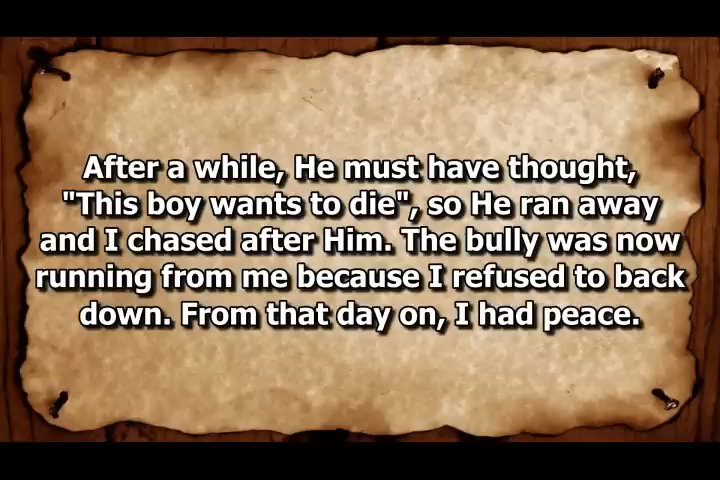 After a while, He must have thought,
"This boy wants to die", so He ran away
and I chased after Him. The bully was now
running from me because I refused to back
down. From that day on, I had peace.